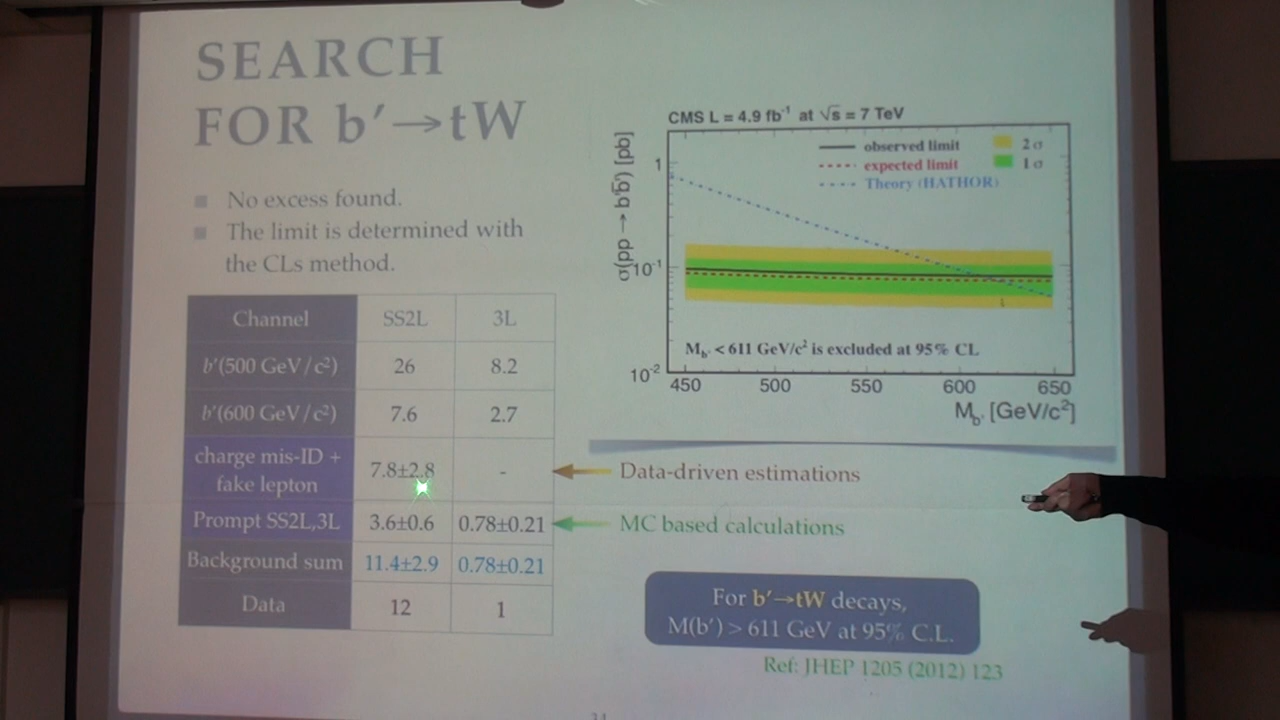 SEARCH
FOR b′→tW
■ No excess found.
■ The limit is determined with
the CLs method.
Channel SS2L 3L
b′(500 GeV/c²) 26 8.2
b′(600 GeV/c²) 7.6 2.7
charge mis-ID +
fake lepton 7.8±2.8 -
Prompt SS2L,3L 3.6±0.6 0.78±0.21
Background sum 11.4±2.9 0.78±0.21
Data 12 1
CMS L = 4.9 fb⁻¹ at √s = 7 TeV
σ(pp → b′b̄′) [pb]
observed limit 2 σ
expected limit 1 σ
Theory (HATHOR)
1
10⁻¹
10⁻²
M_b′ < 611 GeV/c² is excluded at 95% CL
450 500 550 600 650
M_b′ [GeV/c²]
Data-driven estimations
MC based calculations
For b′→tW decays,
M(b′) > 611 GeV at 95% C.L.
Ref: JHEP 1205 (2012) 123